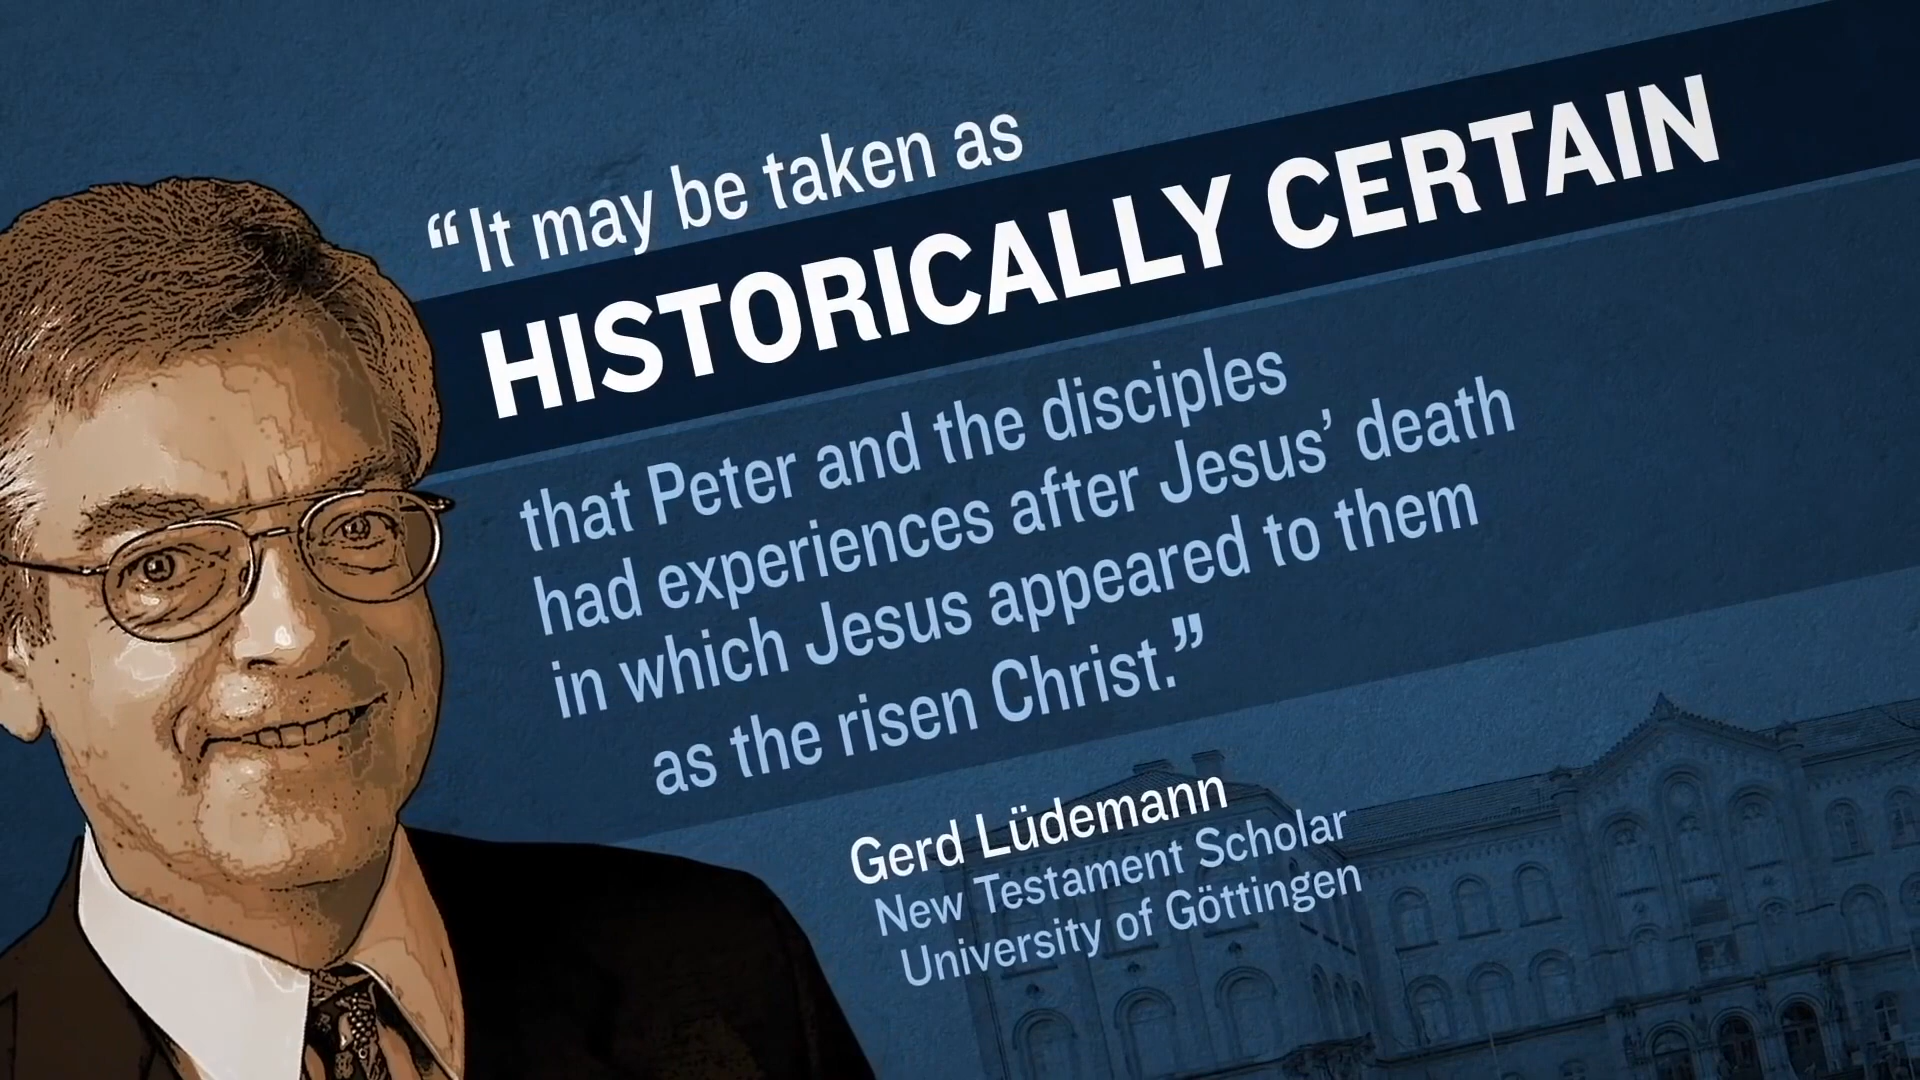 “It may be taken as
HISTORICALLY CERTAIN
that Peter and the disciples
had experiences after Jesus’ death
in which Jesus appeared to them
as the risen Christ.”
Gerd Lüdemann
New Testament Scholar
University of Göttingen